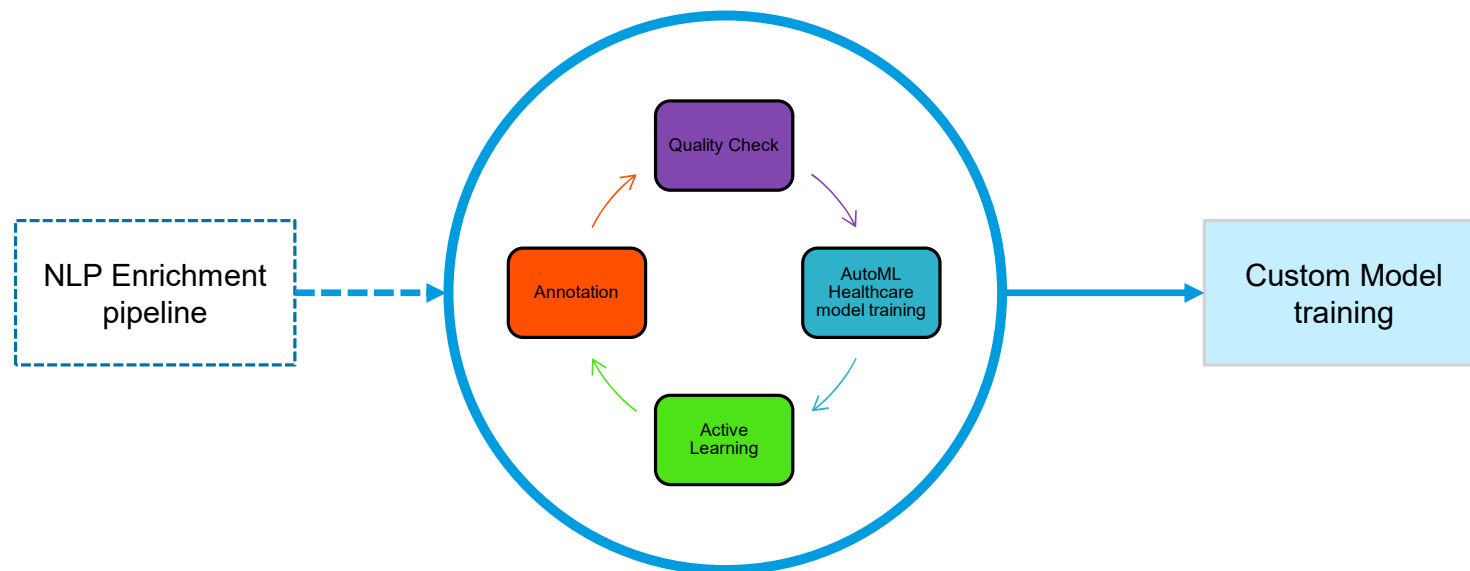 Quality Check
NLP Enrichment
pipeline
Annotation
AutoML
Healthcare
model training
Custom Model
training
Active
Learning